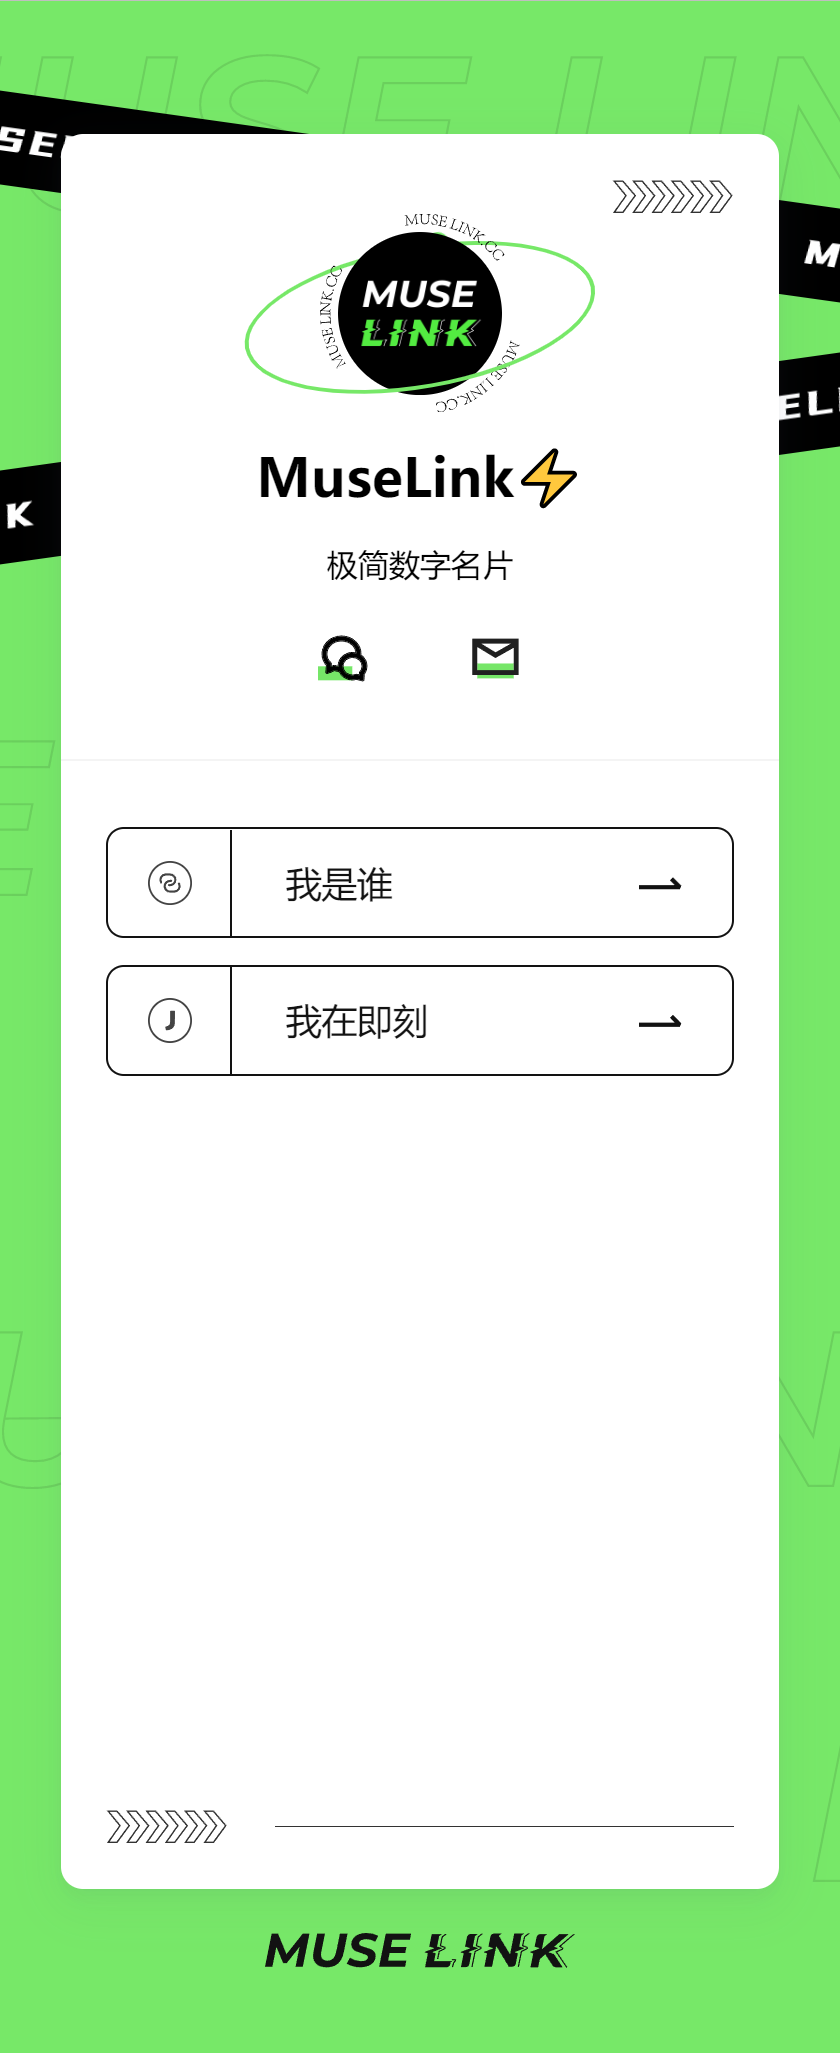 MUSE LINK.CC
MUSE LINK.CC
MUSE LINK.CC
MUSE
LINK
MuseLink⚡
极简数字名片
我是谁
J
我在即刻
MUSE LINK